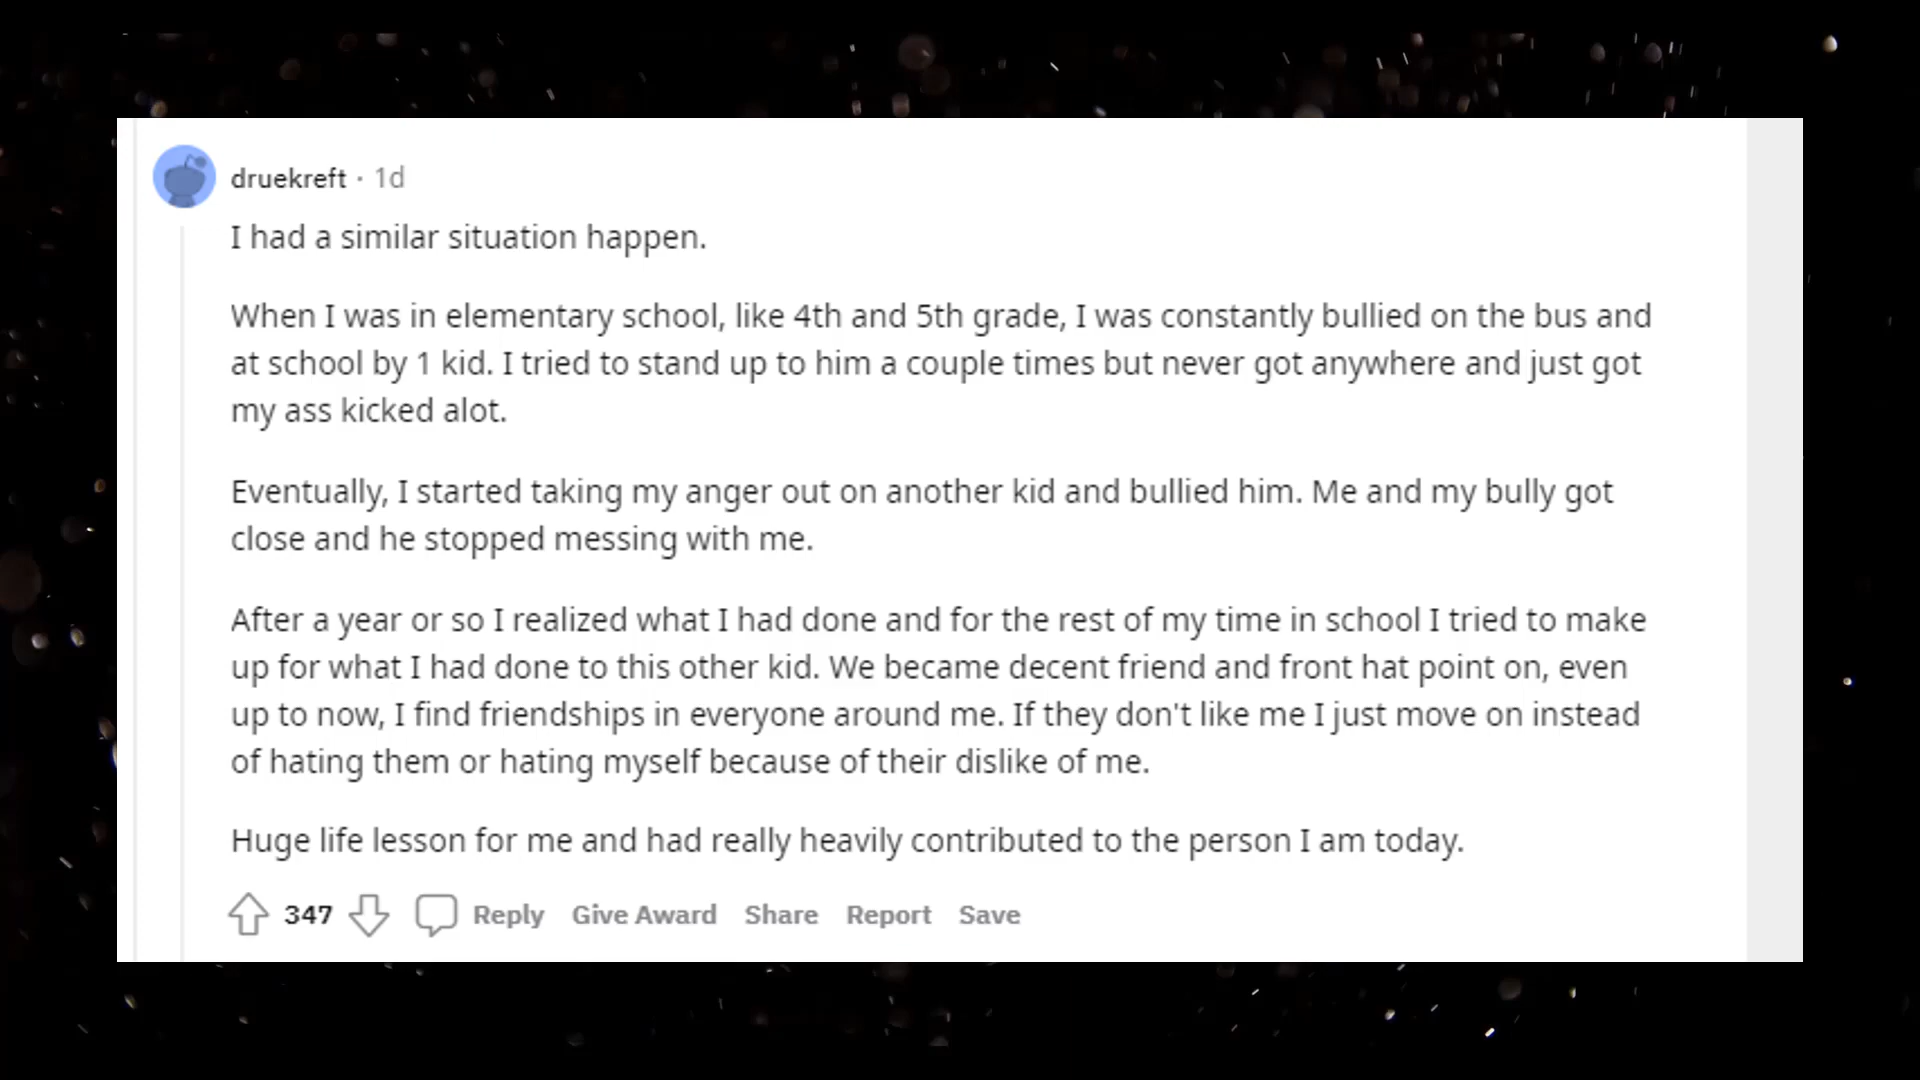 druekreft · 1d
I had a similar situation happen.
When I was in elementary school, like 4th and 5th grade, I was constantly bullied on the bus and
at school by 1 kid. I tried to stand up to him a couple times but never got anywhere and just got
my ass kicked alot.
Eventually, I started taking my anger out on another kid and bullied him. Me and my bully got
close and he stopped messing with me.
After a year or so I realized what I had done and for the rest of my time in school I tried to make
up for what I had done to this other kid. We became decent friend and front hat point on, even
up to now, I find friendships in everyone around me. If they don't like me I just move on instead
of hating them or hating myself because of their dislike of me.
Huge life lesson for me and had really heavily contributed to the person I am today.
347 Reply Give Award Share Report Save